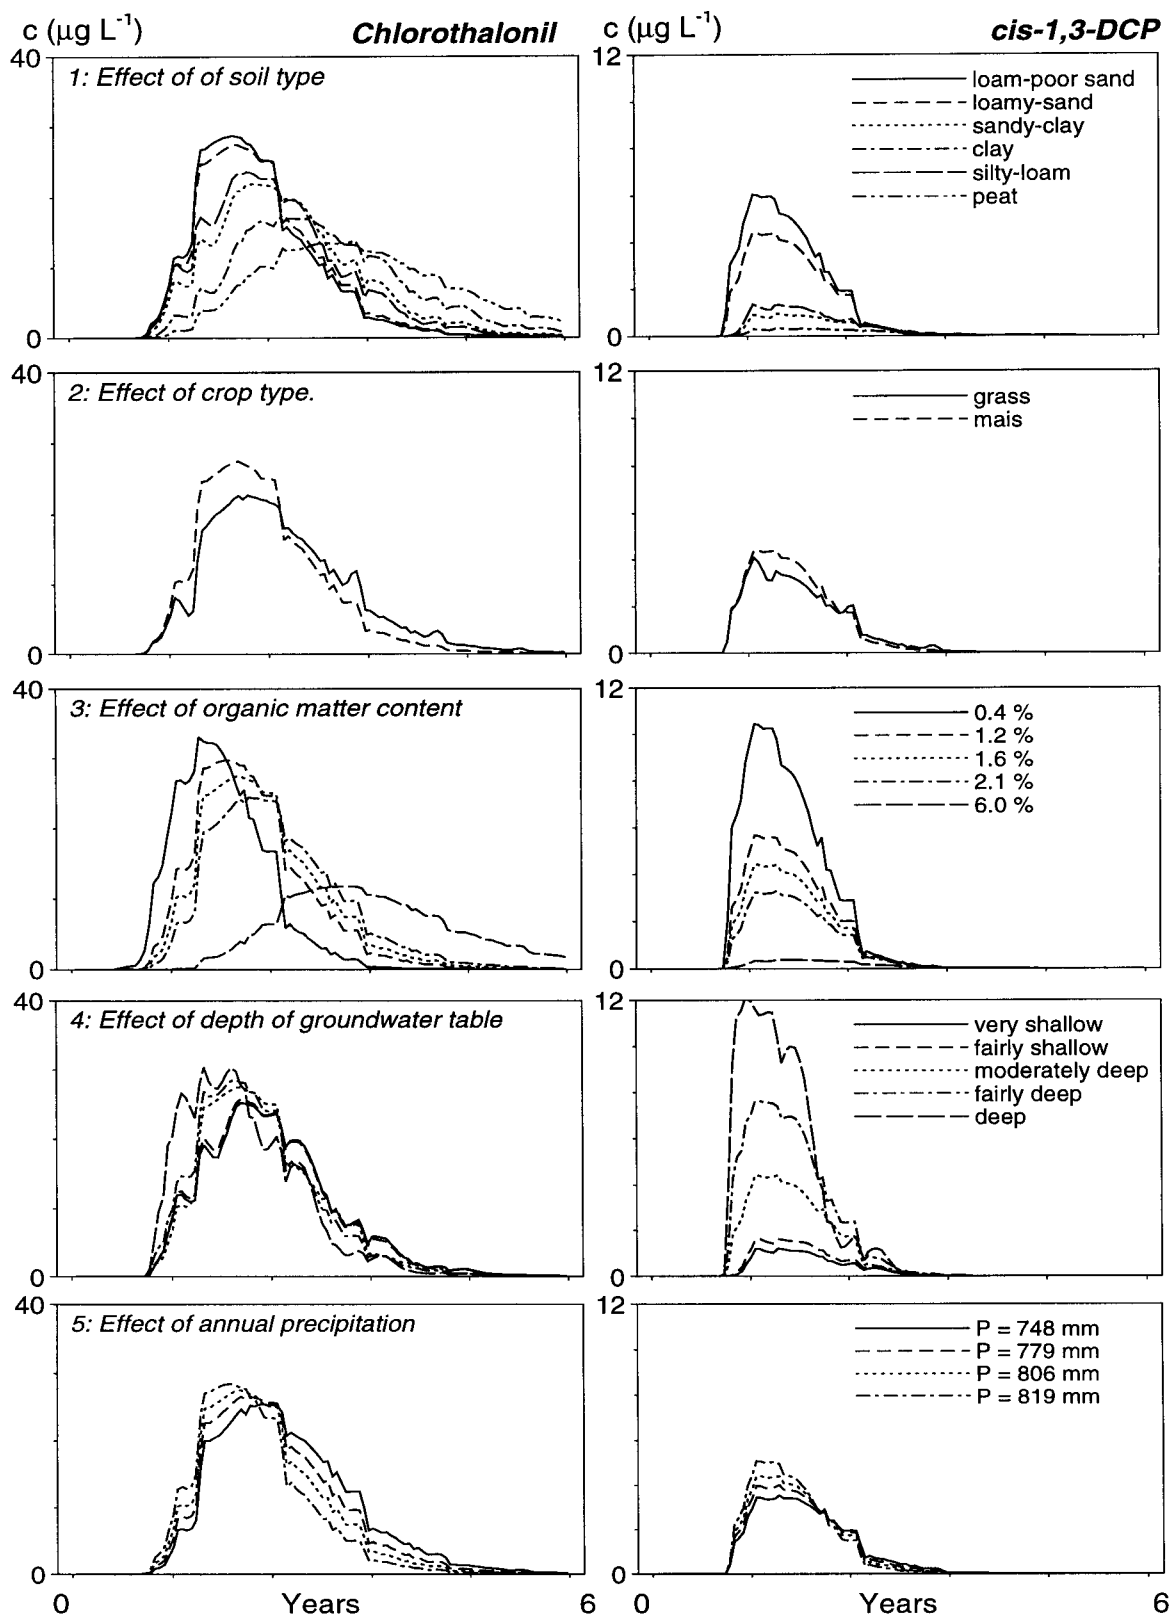 c (µg L⁻¹) Chlorothalonil
40
1: Effect of of soil type
0
c (µg L⁻¹) cis-1,3-DCP
12
loam-poor sand
loamy-sand
sandy-clay
clay
silty-loam
peat
0
40
2: Effect of crop type.
0
12
grass
mais
0
40
3: Effect of organic matter content
0
12
0.4 %
1.2 %
1.6 %
2.1 %
6.0 %
0
40
4: Effect of depth of groundwater table
0
12
very shallow
fairly shallow
moderately deep
fairly deep
deep
0
40
5: Effect of annual precipitation
0
0 Years 6
12
P = 748 mm
P = 779 mm
P = 806 mm
P = 819 mm
0
0 Years 6